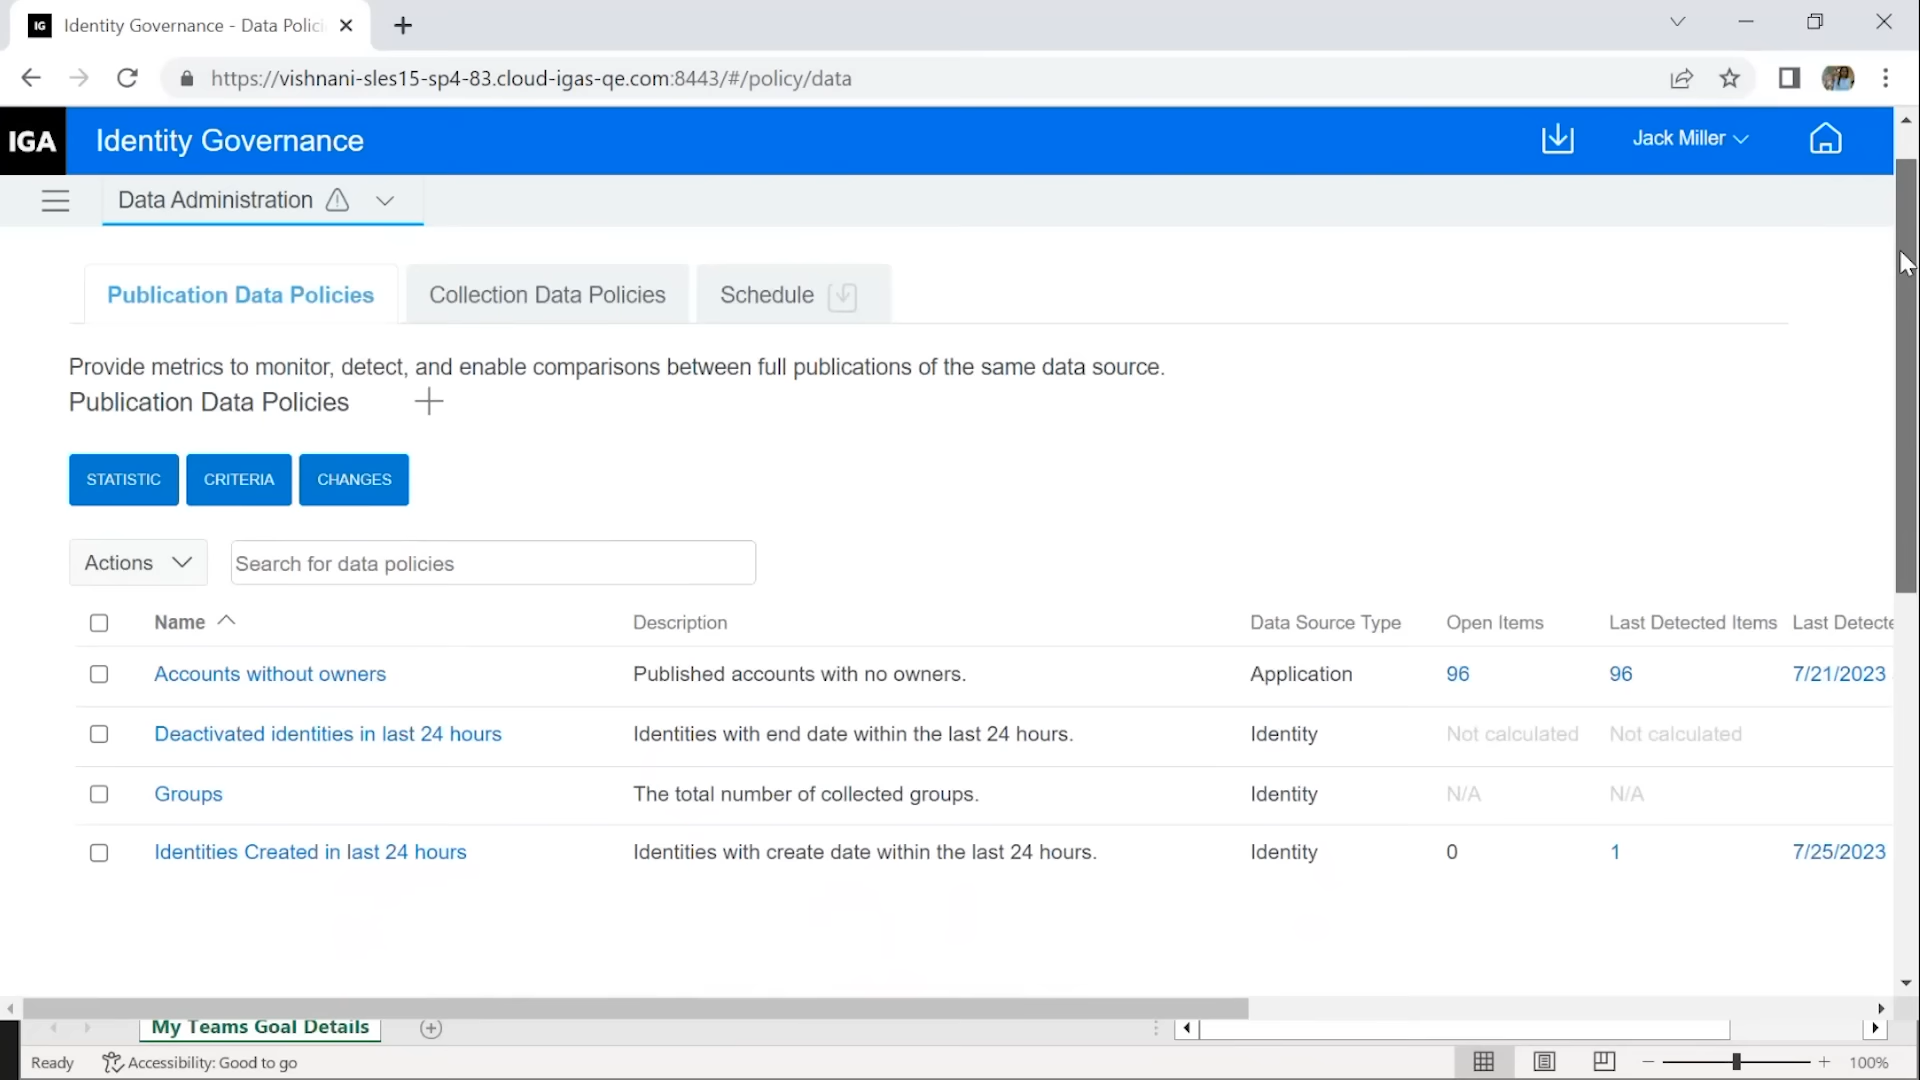 IG Identity Governance - Data Polici
https://vishnani-sles15-sp4-83.cloud-igas-qe.com:8443/#/policy/data
IGA Identity Governance Jack Miller
Data Administration
Publication Data Policies Collection Data Policies Schedule
Provide metrics to monitor, detect, and enable comparisons between full publications of the same data source.
Publication Data Policies
STATISTIC CRITERIA CHANGES
Actions Search for data policies
Name Description Data Source Type Open Items Last Detected Items Last Detecte
Accounts without owners Published accounts with no owners. Application 96 96 7/21/2023
Deactivated identities in last 24 hours Identities with end date within the last 24 hours. Identity Not calculated Not calculated
Groups The total number of collected groups. Identity N/A N/A
Identities Created in last 24 hours Identities with create date within the last 24 hours. Identity 0 1 7/25/2023
My Teams Goal Details
Ready Accessibility: Good to go 100%